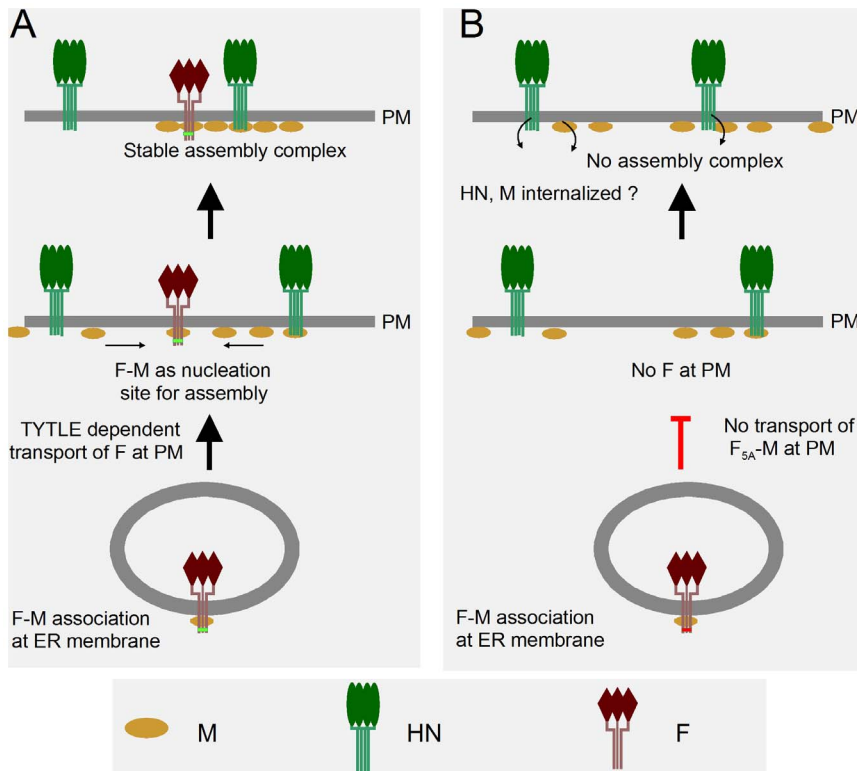 A
PM
Stable assembly complex
PM
F-M as nucleation
site for assembly
TYTLE dependent
transport of F at PM
F-M association
at ER membrane
B
PM
No assembly complex
HN, M internalized ?
PM
No F at PM
No transport of
F5A-M at PM
F-M association
at ER membrane
M
HN
F